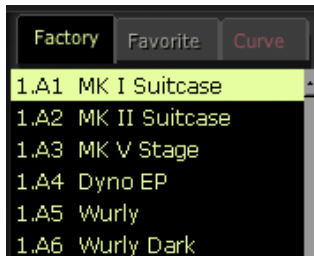 Factory Favorite Curve
1.A1 MK I Suitcase
1.A2 MK II Suitcase
1.A3 MK V Stage
1.A4 Dyno EP
1.A5 Wurly
1.A6 Wurly Dark